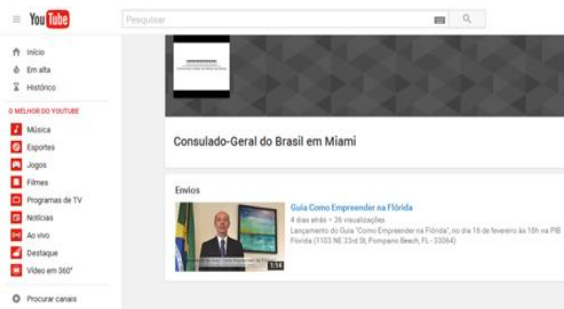 You Tube
Pesquisar
Início
Em alta
Histórico
O MELHOR DO YOUTUBE
Música
Esportes
Jogos
Filmes
Programas de TV
Notícias
Ao vivo
Destaque
Vídeo em 360°
Procurar canais
Consulado-Geral do Brasil em Miami
Envios
Guia Como Empreender na Flórida
4 dias atrás • 36 visualizações
Lançamento do Guia "Como Empreender na Flórida", no dia 16 de fevereiro às 18h na PIB
Florida (1103 NE 33rd St, Pompano Beach, FL - 33064)
1:14